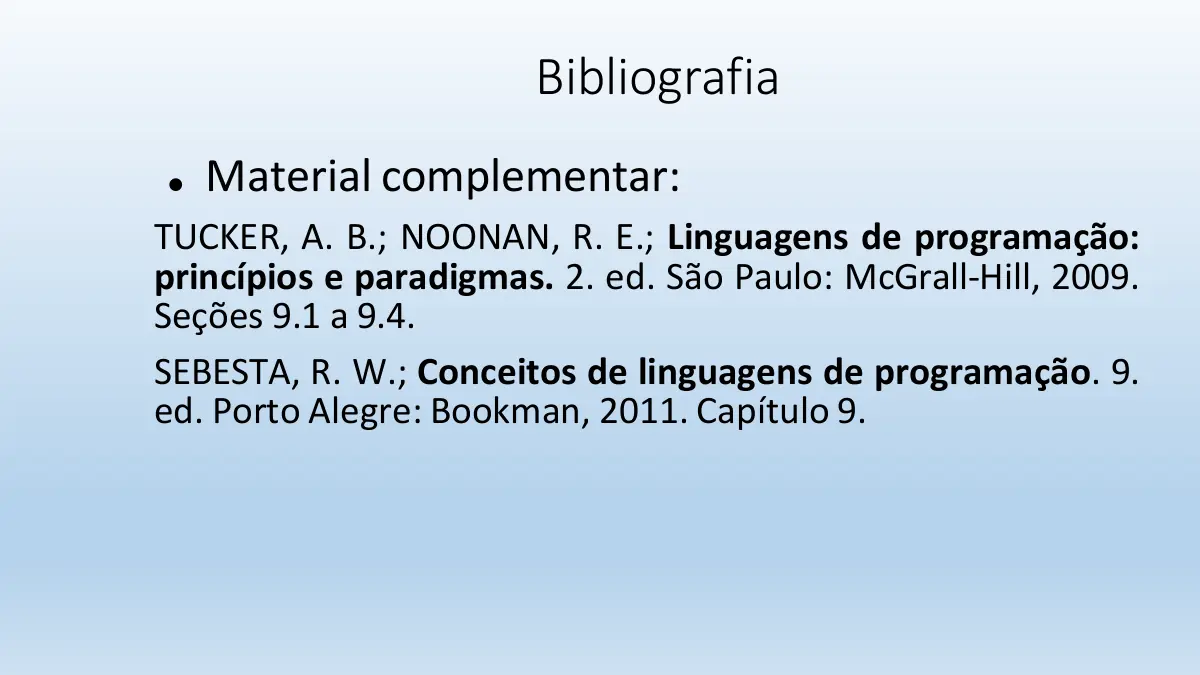 Bibliografia
• Material complementar:
TUCKER, A. B.; NOONAN, R. E.; Linguagens de programação:
princípios e paradigmas. 2. ed. São Paulo: McGrall-Hill, 2009.
Seções 9.1 a 9.4.
SEBESTA, R. W.; Conceitos de linguagens de programação. 9.
ed. Porto Alegre: Bookman, 2011. Capítulo 9.